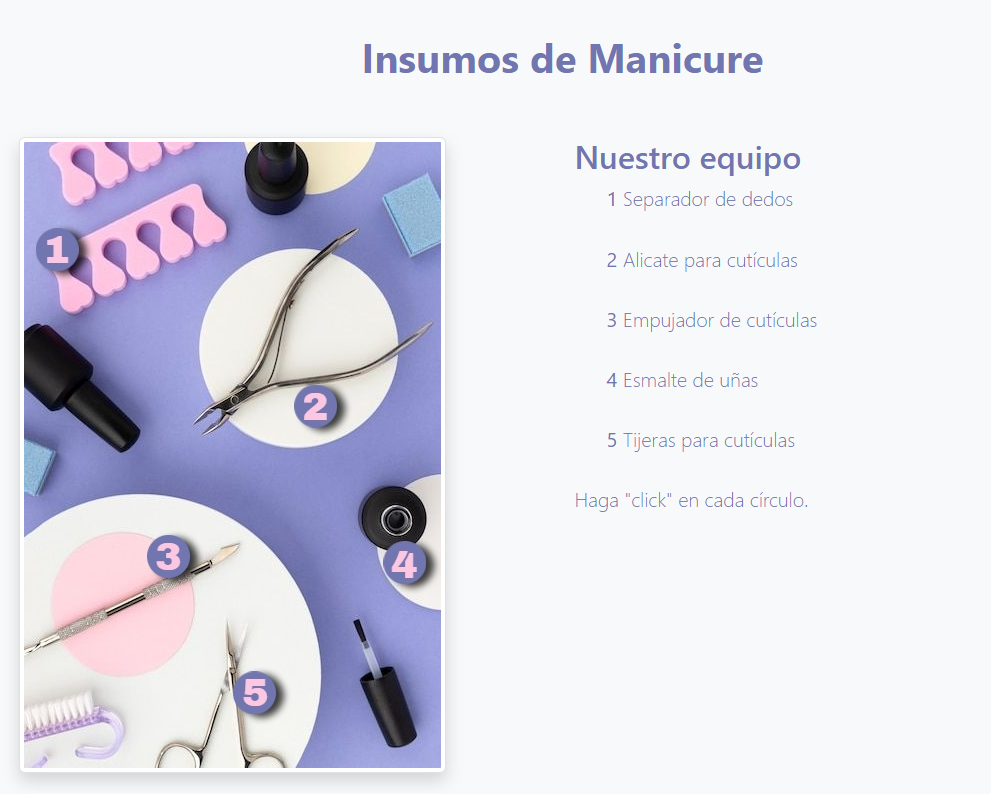 Insumos de Manicure
Nuestro equipo
1 Separador de dedos
2 Alicate para cutículas
3 Empujador de cutículas
4 Esmalte de uñas
5 Tijeras para cutículas
Haga "click" en cada círculo.
1
2
3
4
5